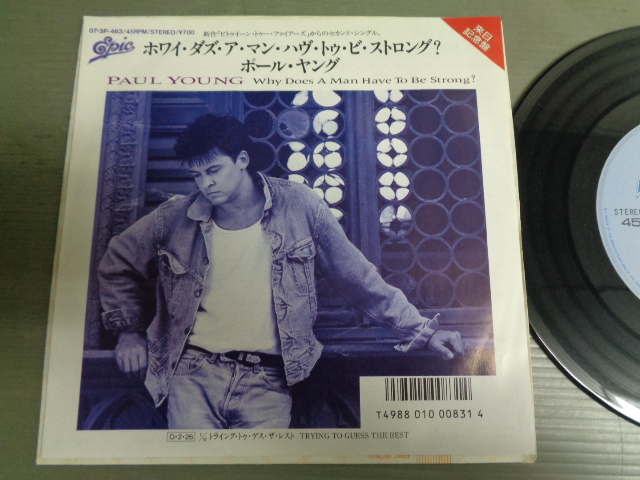 07・5P-463/45RPM/STEREO/¥700
新作「ビトゥイーン・トゥー・ファイアーズ」からのセカンド・シングル。
来日
記念盤
Epic
ホワイ・ダズ・ア・マン・ハヴ・トゥ・ビ・ストロング?
ポール・ヤング
PAUL YOUNG Why Does A Man Have To Be Strong?
T4988 010 00831 4
O・2・26 c/w トライング・トゥ・ゲス・ザ・レスト TRYING TO GUESS THE REST
STEREO
45